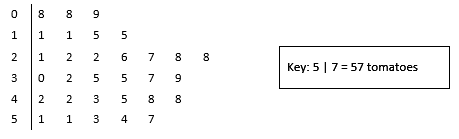 0 | 8 8 9
1 | 1 1 5 5
2 | 1 2 2 6 7 8 8
3 | 0 2 5 5 7 9
4 | 2 2 3 5 8 8
5 | 1 1 3 4 7
Key: 5 | 7 = 57 tomatoes